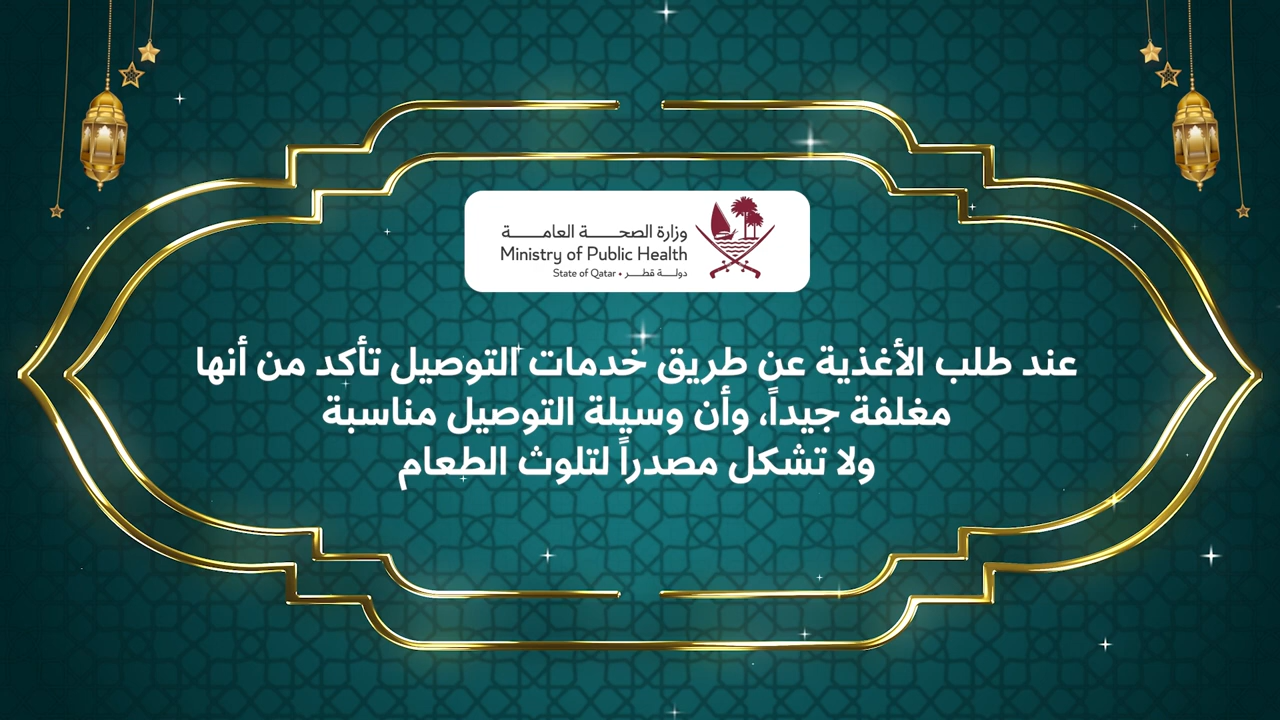 وزارة الصحة العامة
Ministry of Public Health
State of Qatar • دولة قطر
عند طلب الأغذية عن طريق خدمات التوصيل تأكد من أنها
مغلفة جيداً، وأن وسيلة التوصيل مناسبة
ولا تشكل مصدراً لتلوث الطعام